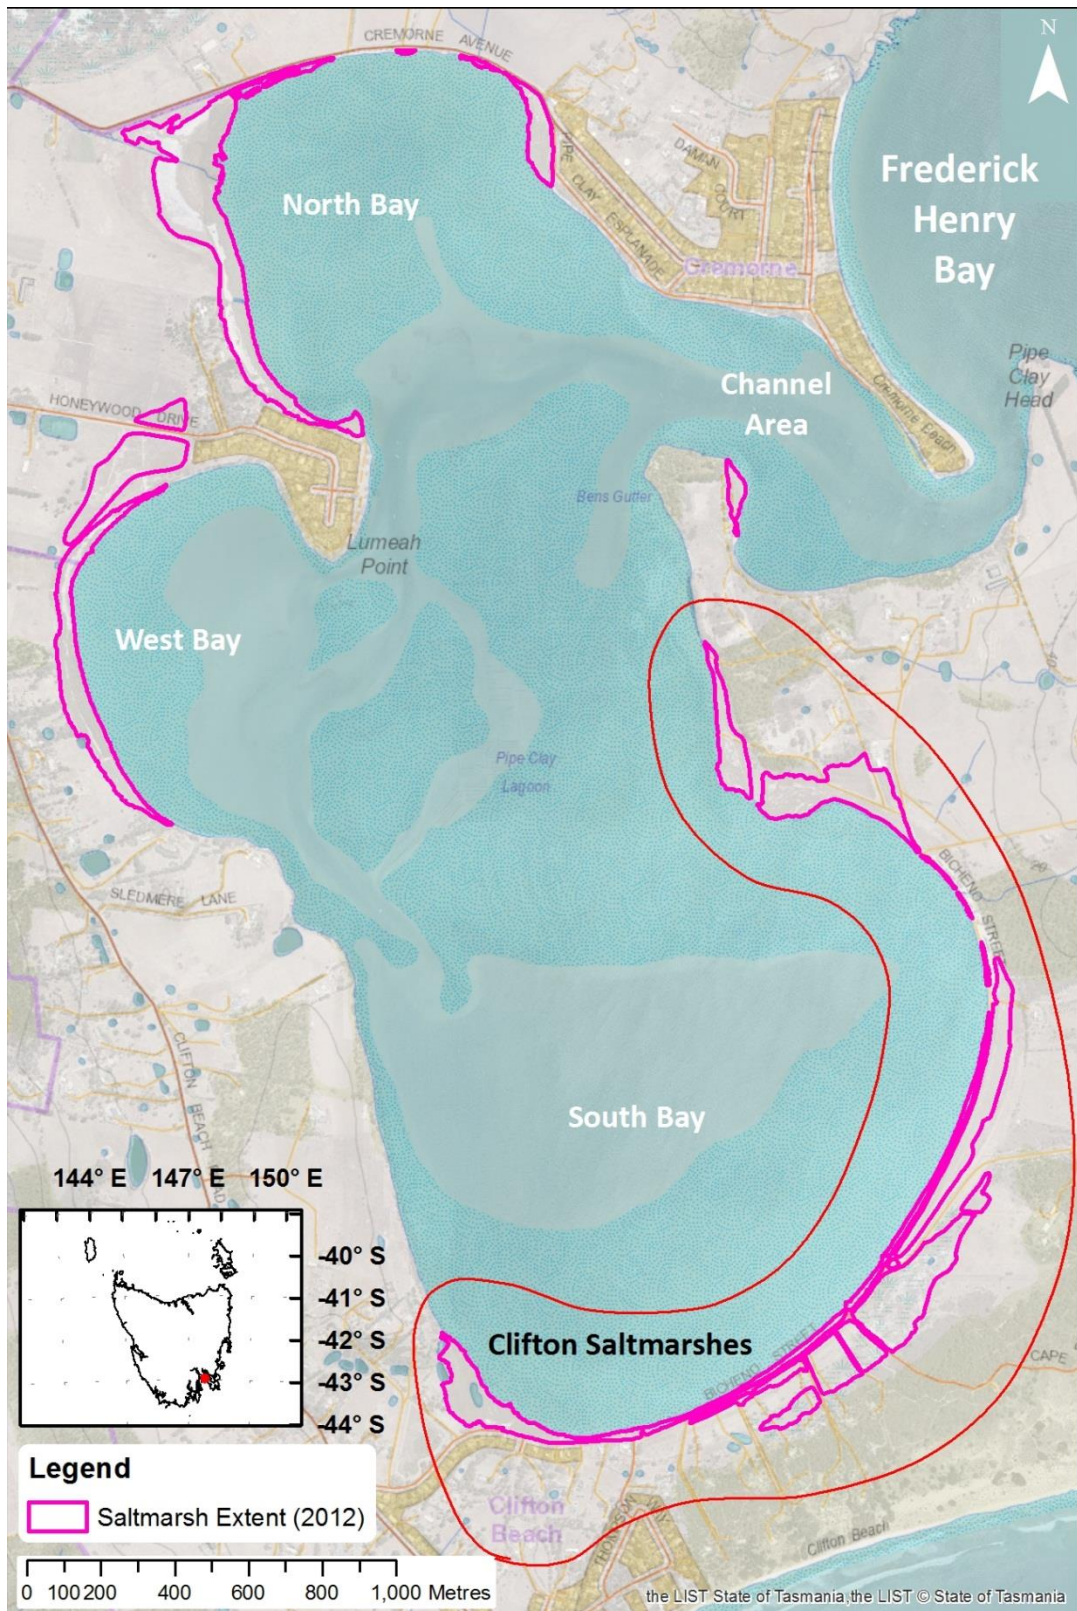 N
CREMORNE AVENUE
Frederick
Henry
Bay
North Bay
PIPE CLAY ESPLANADE
DAMAN COURT
Cremorne
Pipe
Clay
Head
Channel
Area
Cremorne Beach
HONEYWOOD DRIVE
Bens Gutter
Lumeah
Point
West Bay
Pipe Clay
Lagoon
SLEDMERE LANE
BICHENO STREET
CLIFTON BEACH ROAD
South Bay
144° E 147° E 150° E
-40° S
-41° S
-42° S
-43° S
-44° S
Clifton Saltmarshes
BICHENO STREET
CAPE
Legend
Saltmarsh Extent (2012)
Clifton
Beach
Clifton Beach
0 100 200 400 600 800 1,000 Metres
the LIST State of Tasmania,the LIST © State of Tasmania